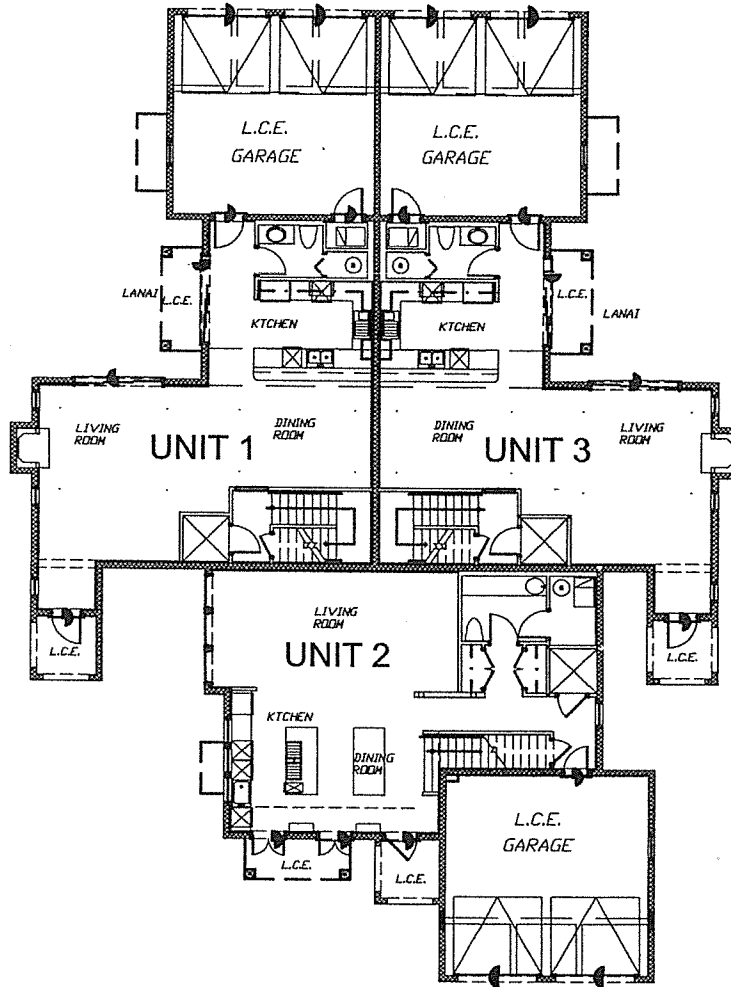 L.C.E.
GARAGE
L.C.E.
GARAGE
LANAI
L.C.E.
L.C.E.
LANAI
KTCHEN
KTCHEN
LIVING
ROOM
UNIT 1
DINING
ROOM
DINING
ROOM
UNIT 3
LIVING
ROOM
L.C.E.
L.C.E.
LIVING
ROOM
UNIT 2
KTCHEN
DINING
ROOM
L.C.E.
GARAGE
L.C.E.
L.C.E.